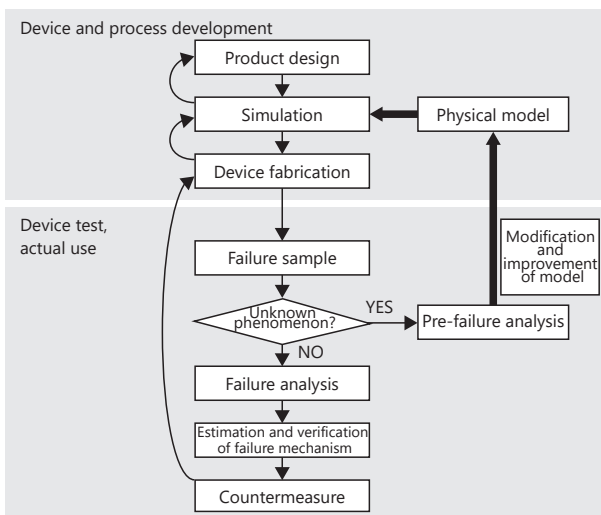 Device and process development
Product design
Simulation
Physical model
Device fabrication
Device test,
actual use
Modification
and
improvement
of model
Failure sample
Unknown
phenomenon?
YES
Pre-failure analysis
NO
Failure analysis
Estimation and verification
of failure mechanism
Countermeasure